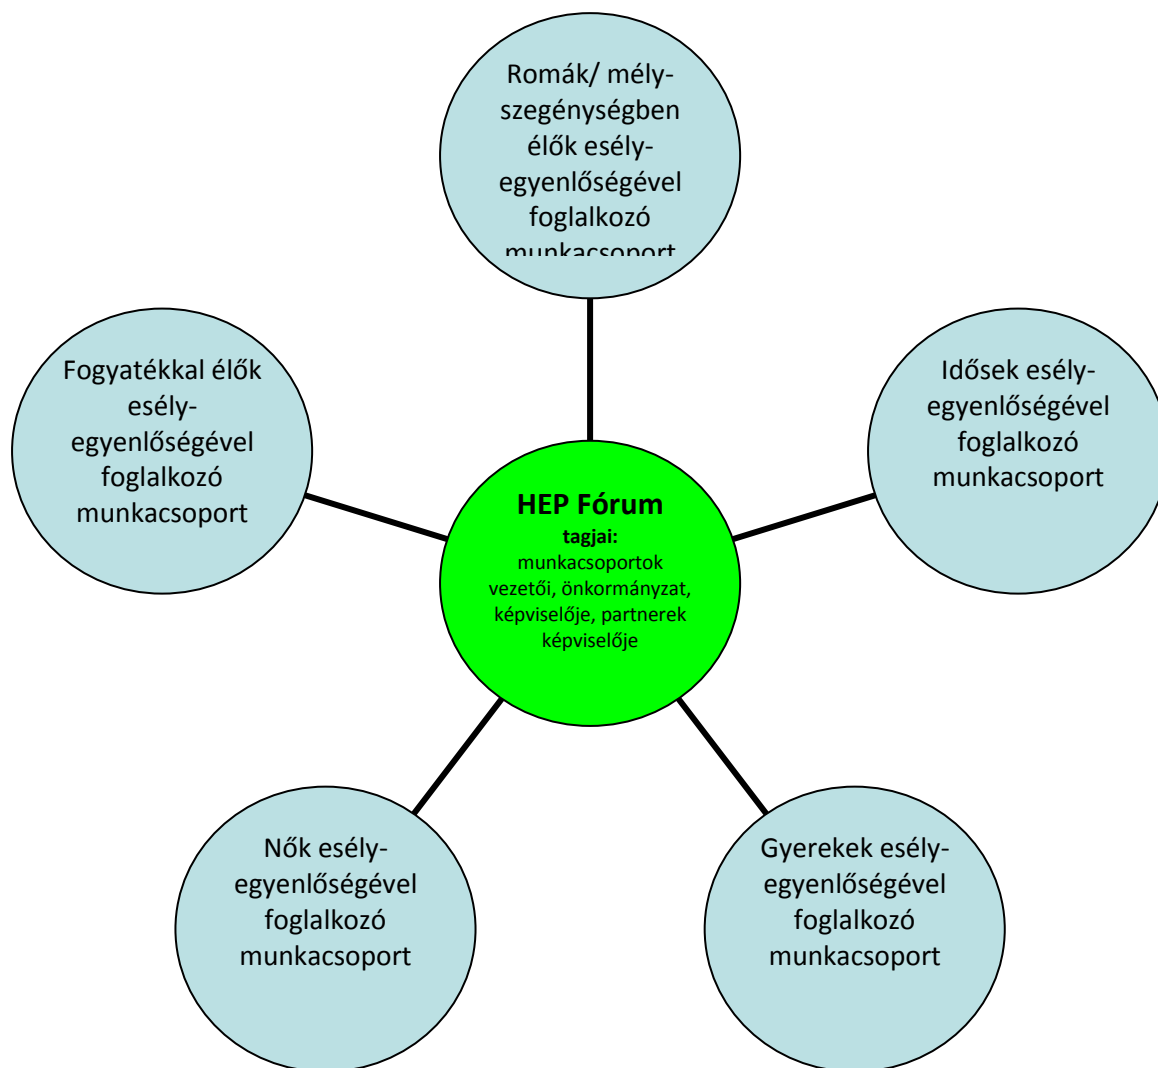 Romák/ mély-
szegénységben
élők esély-
egyenlőségével
foglalkozó
munkacsoport
Fogyatékkal élők
esély-
egyenlőségével
foglalkozó
munkacsoport
Idősek esély-
egyenlőségével
foglalkozó
munkacsoport
HEP Fórum
tagjai:
munkacsoportok
vezetői, önkormányzat,
képviselője, partnerek
képviselője
Nők esély-
egyenlőségével
foglalkozó
munkacsoport
Gyerekek esély-
egyenlőségével
foglalkozó
munkacsoport